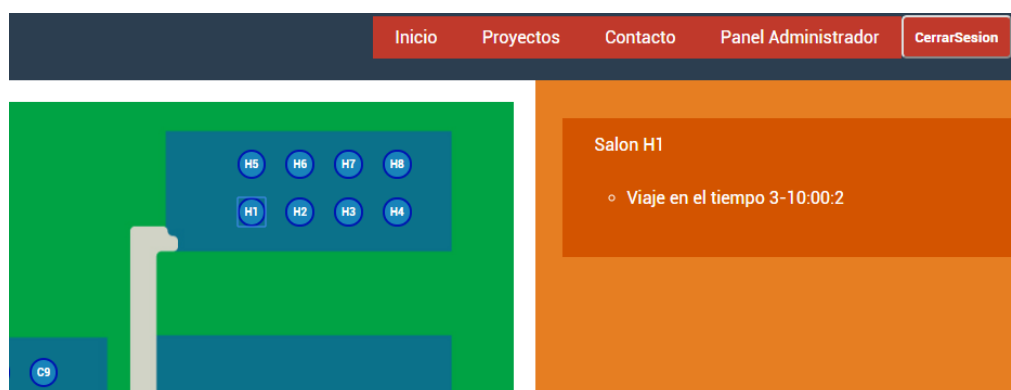 Inicio Proyectos Contacto Panel Administrador CerrarSesion
Salon H1
Viaje en el tiempo 3-10:00:2
H5 H6 H7 H8
H1 H2 H3 H4
C9